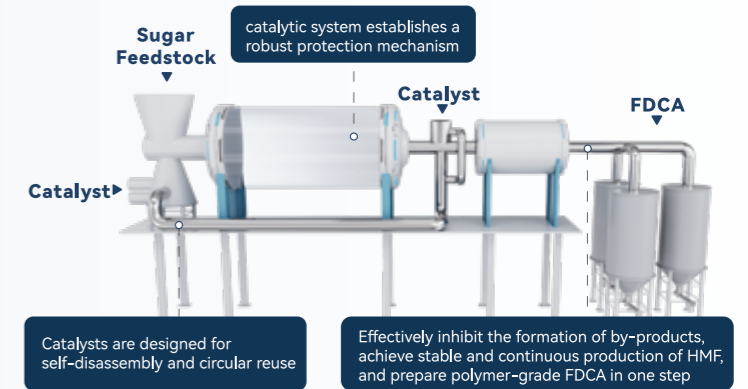 catalytic system establishes a
robust protection mechanism
Sugar
Feedstock
Catalyst
FDCA
Catalyst
Catalysts are designed for
self-disassembly and circular reuse
Effectively inhibit the formation of by-products,
achieve stable and continuous production of HMF,
and prepare polymer-grade FDCA in one step